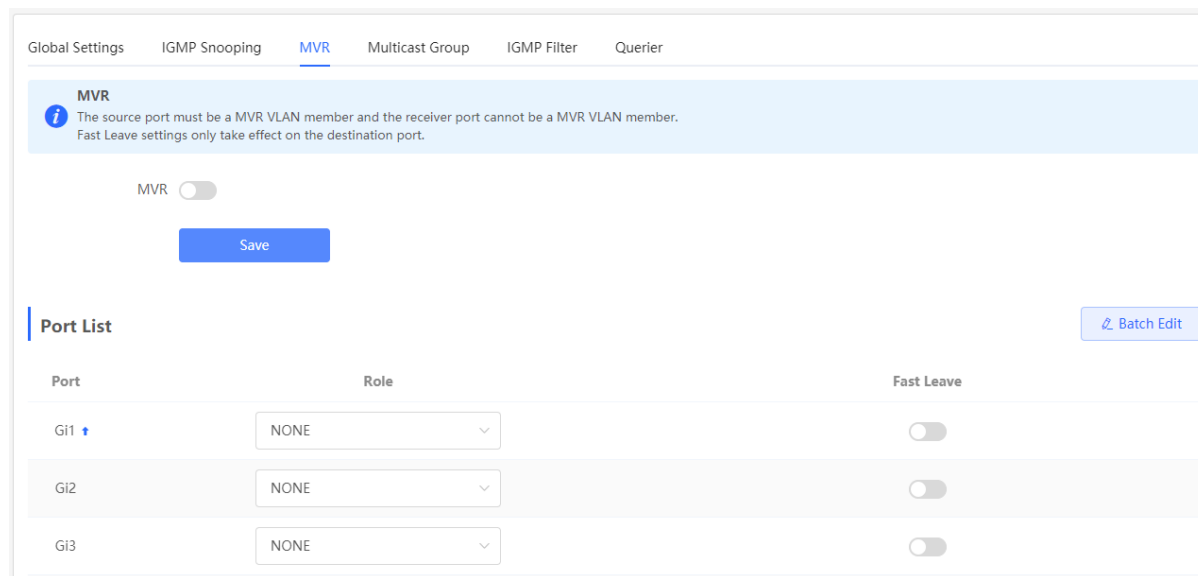 Global Settings IGMP Snooping MVR Multicast Group IGMP Filter Querier
MVR
The source port must be a MVR VLAN member and the receiver port cannot be a MVR VLAN member.
Fast Leave settings only take effect on the destination port.
MVR
Save
Port List Batch Edit
Port Role Fast Leave
Gi1 NONE
Gi2 NONE
Gi3 NONE